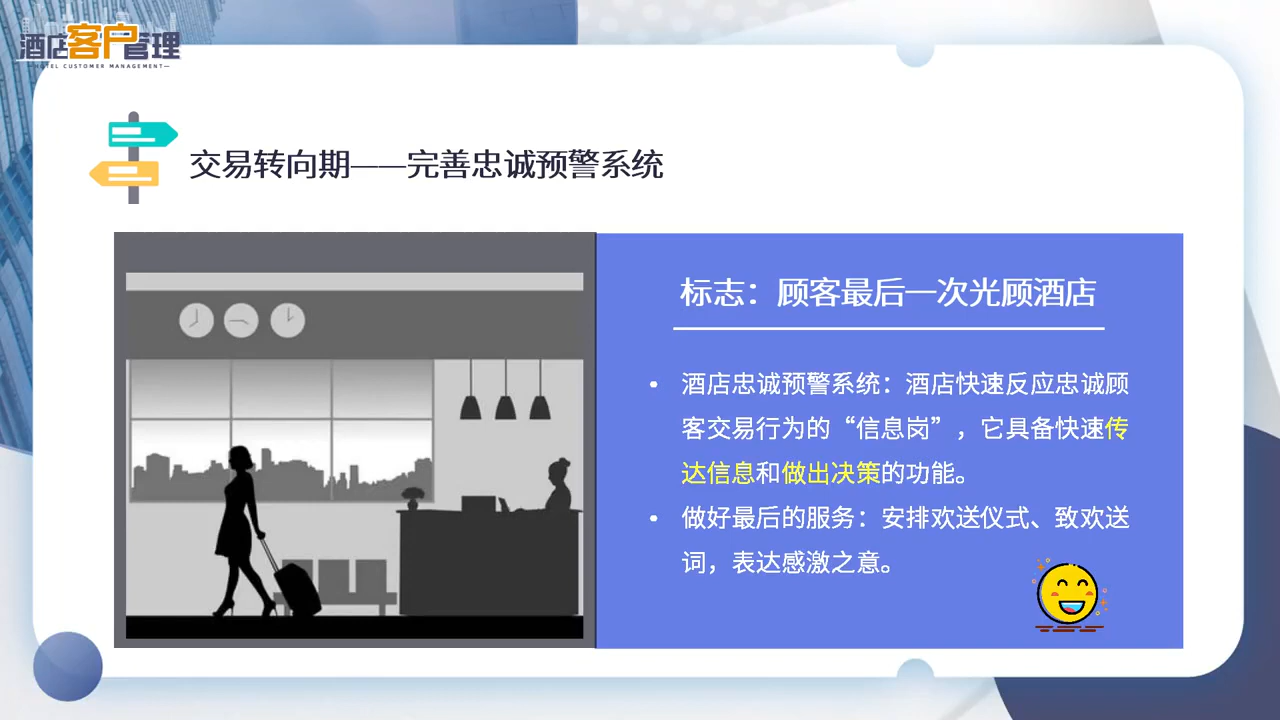 酒店客户管理
—HOTEL CUSTOMER MANAGEMENT—
交易转向期——完善忠诚预警系统
标志：顾客最后一次光顾酒店
• 酒店忠诚预警系统：酒店快速反应忠诚顾
客交易行为的“信息岗”，它具备快速传
达信息和做出决策的功能。
• 做好最后的服务：安排欢送仪式、致欢送
词，表达感激之意。